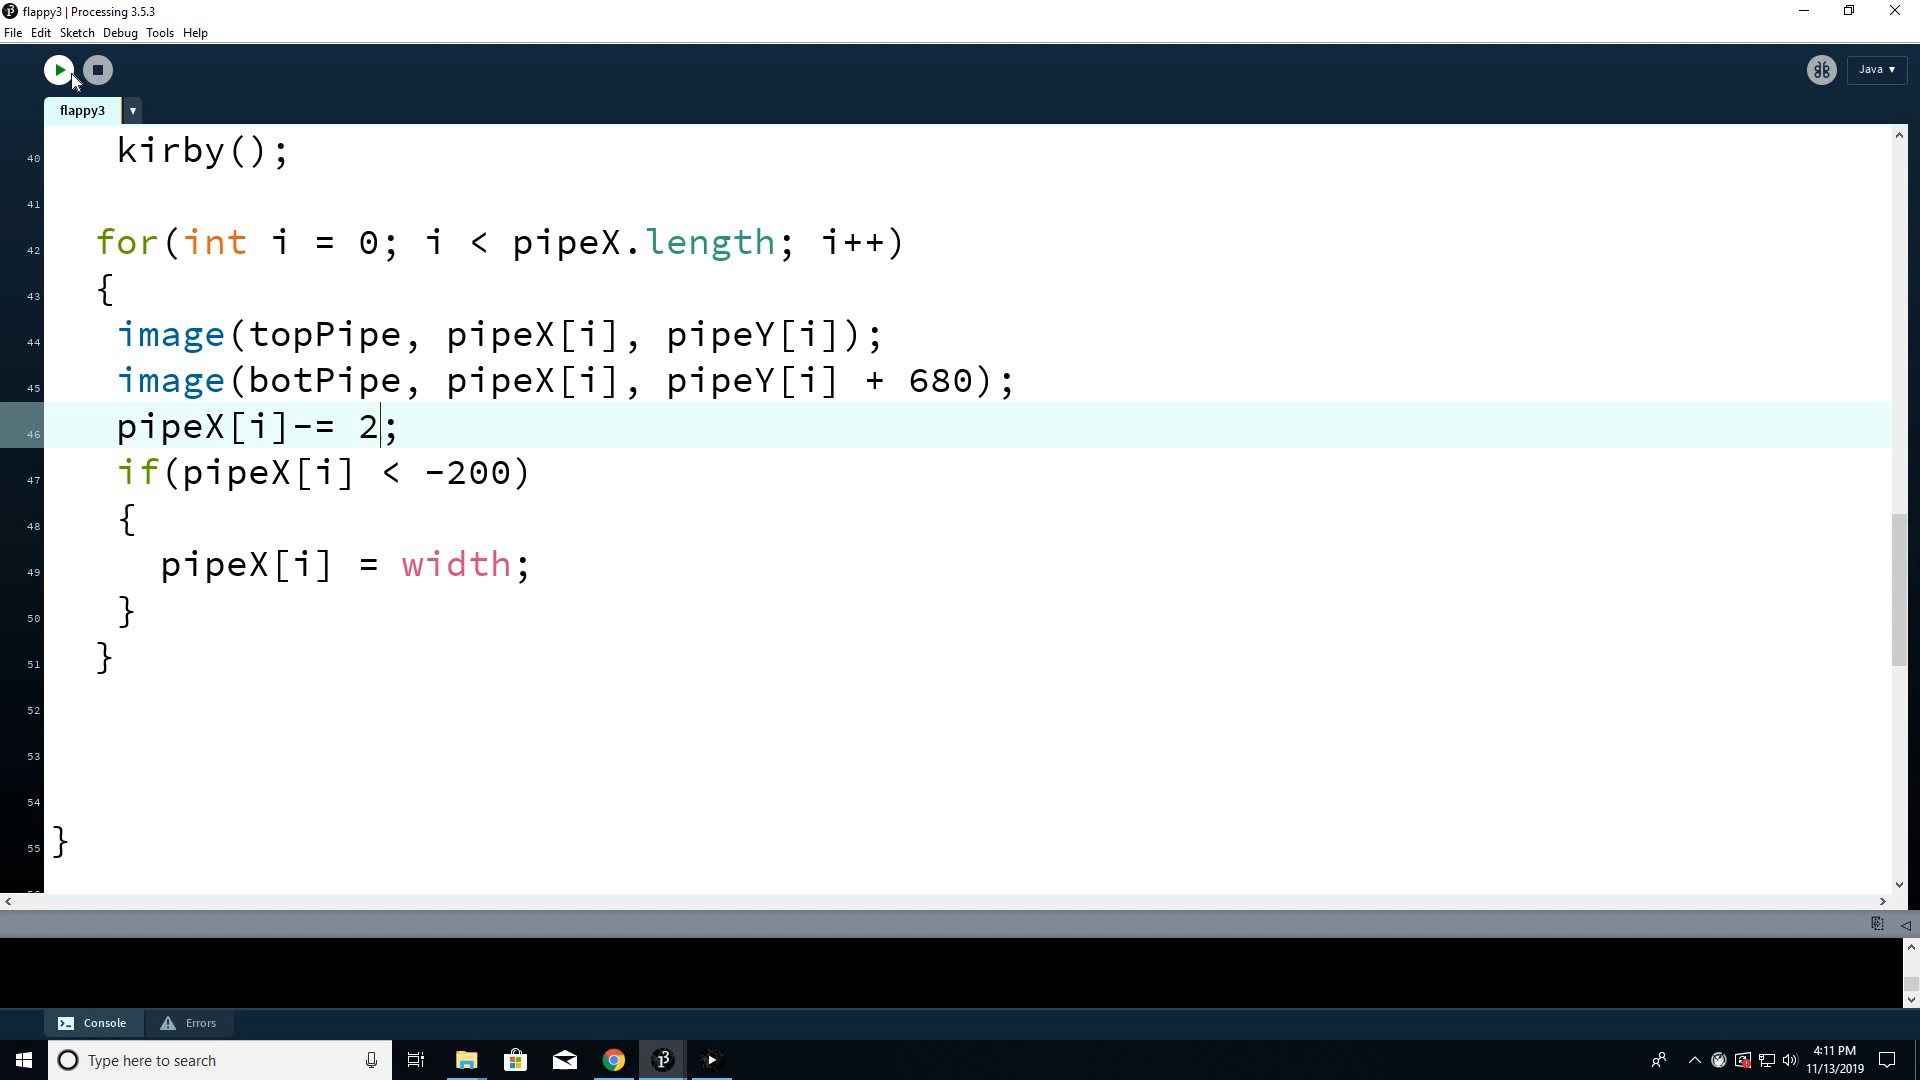 flappy3 | Processing 3.5.3
File Edit Sketch Debug Tools Help
Java ▾
flappy3 ▾
40 kirby();
41
42 for(int i = 0; i < pipeX.length; i++)
43 {
44 image(topPipe, pipeX[i], pipeY[i]);
45 image(botPipe, pipeX[i], pipeY[i] + 680);
46 pipeX[i]-= 2;
47 if(pipeX[i] < -200)
48 {
49 pipeX[i] = width;
50 }
51 }
52
53
54
55 }
Console Errors
Type here to search
4:11 PM
11/13/2019